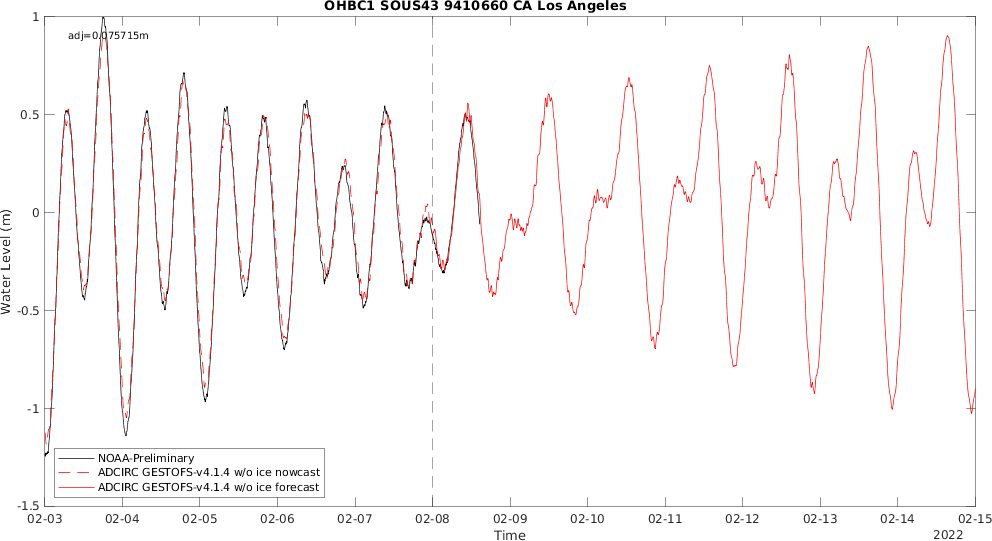 OHBC1 SOUS43 9410660 CA Los Angeles
adj=0.075715m
1
0.5
0
-0.5
-1
-1.5
Water Level (m)
NOAA-Preliminary
ADCIRC GESTOFS-v4.1.4 w/o ice nowcast
ADCIRC GESTOFS-v4.1.4 w/o ice forecast
02-03 02-04 02-05 02-06 02-07 02-08 02-09 02-10 02-11 02-12 02-13 02-14 02-15
Time
2022